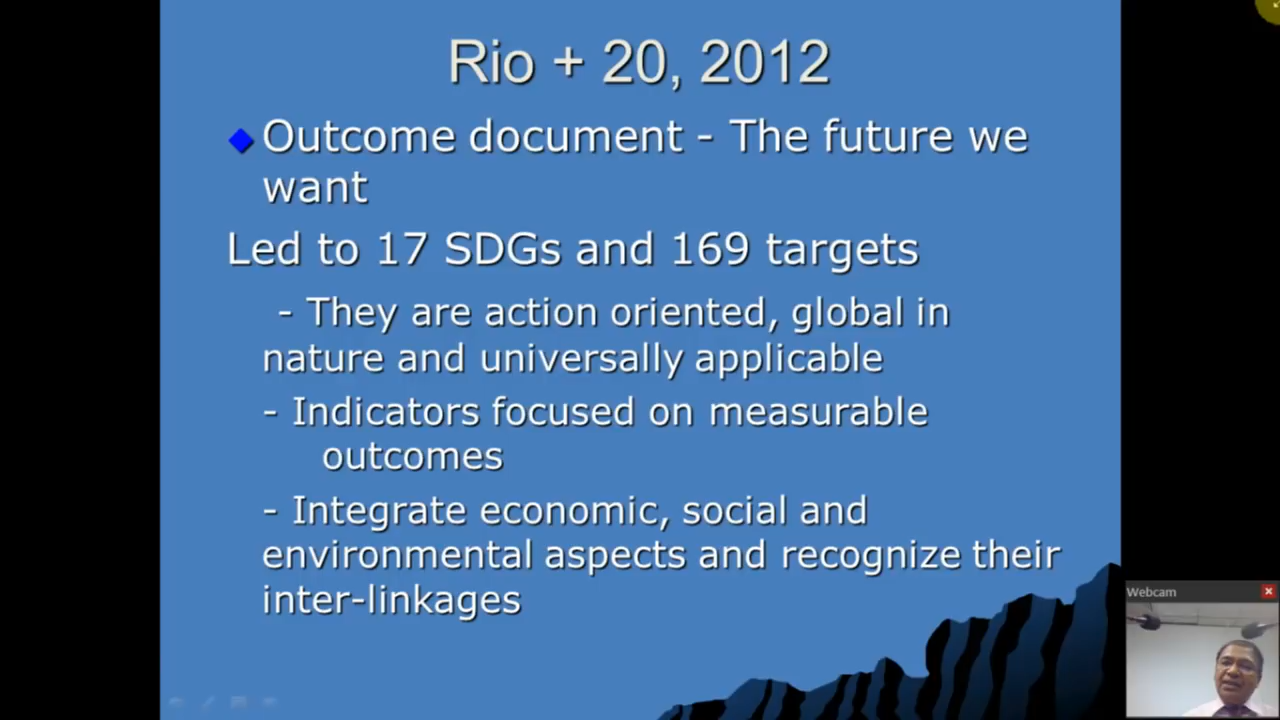 Rio + 20, 2012
Outcome document - The future we
want
Led to 17 SDGs and 169 targets
- They are action oriented, global in
nature and universally applicable
- Indicators focused on measurable
outcomes
- Integrate economic, social and
environmental aspects and recognize their
inter-linkages
Webcam